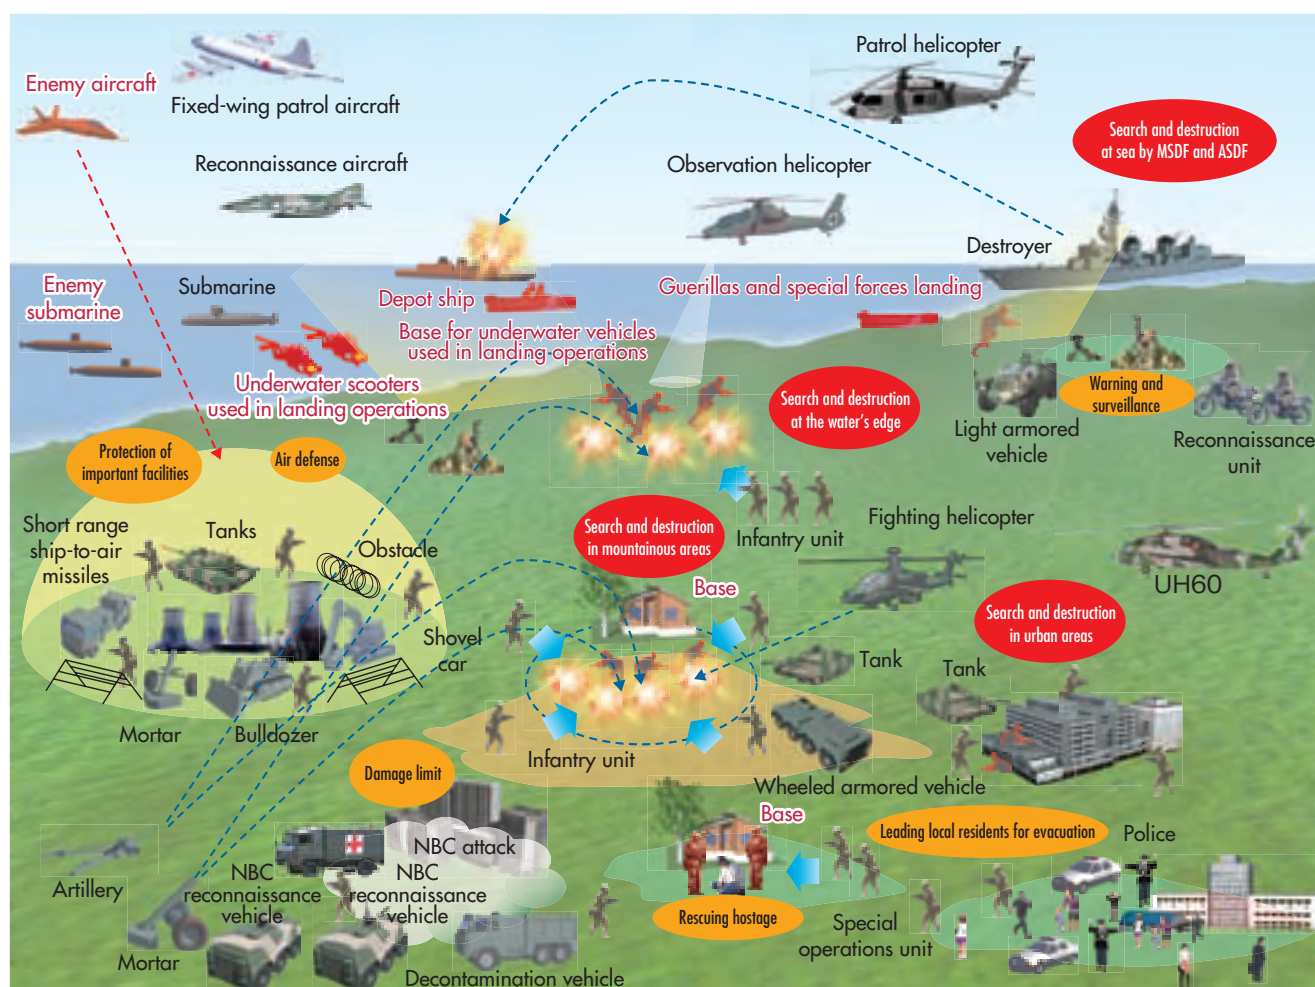 Patrol helicopter
Enemy aircraft
Fixed-wing patrol aircraft
Search and destruction
at sea by MSDF and ASDF
Reconnaissance aircraft
Observation helicopter
Destroyer
Enemy
submarine
Submarine
Depot ship
Guerillas and special forces landing
Base for underwater vehicles
used in landing operations
Underwater scooters
used in landing operations
Warning and
surveillance
Search and destruction
at the water's edge
Light armored
vehicle
Reconnaissance
unit
Protection of
important facilities
Air defense
Short range
ship-to-air
missiles
Tanks
Obstacle
Search and destruction
in mountainous areas
Infantry unit
Fighting helicopter
UH60
Base
Search and destruction
in urban areas
Shovel
car
Tank
Tank
Mortar
Bulldozer
Infantry unit
Wheeled armored vehicle
Damage limit
NBC attack
Base
Leading local residents for evacuation
Police
Artillery
NBC
reconnaissance
vehicle
NBC
reconnaissance
vehicle
Rescuing hostage
Special
operations unit
Mortar
Decontamination vehicle